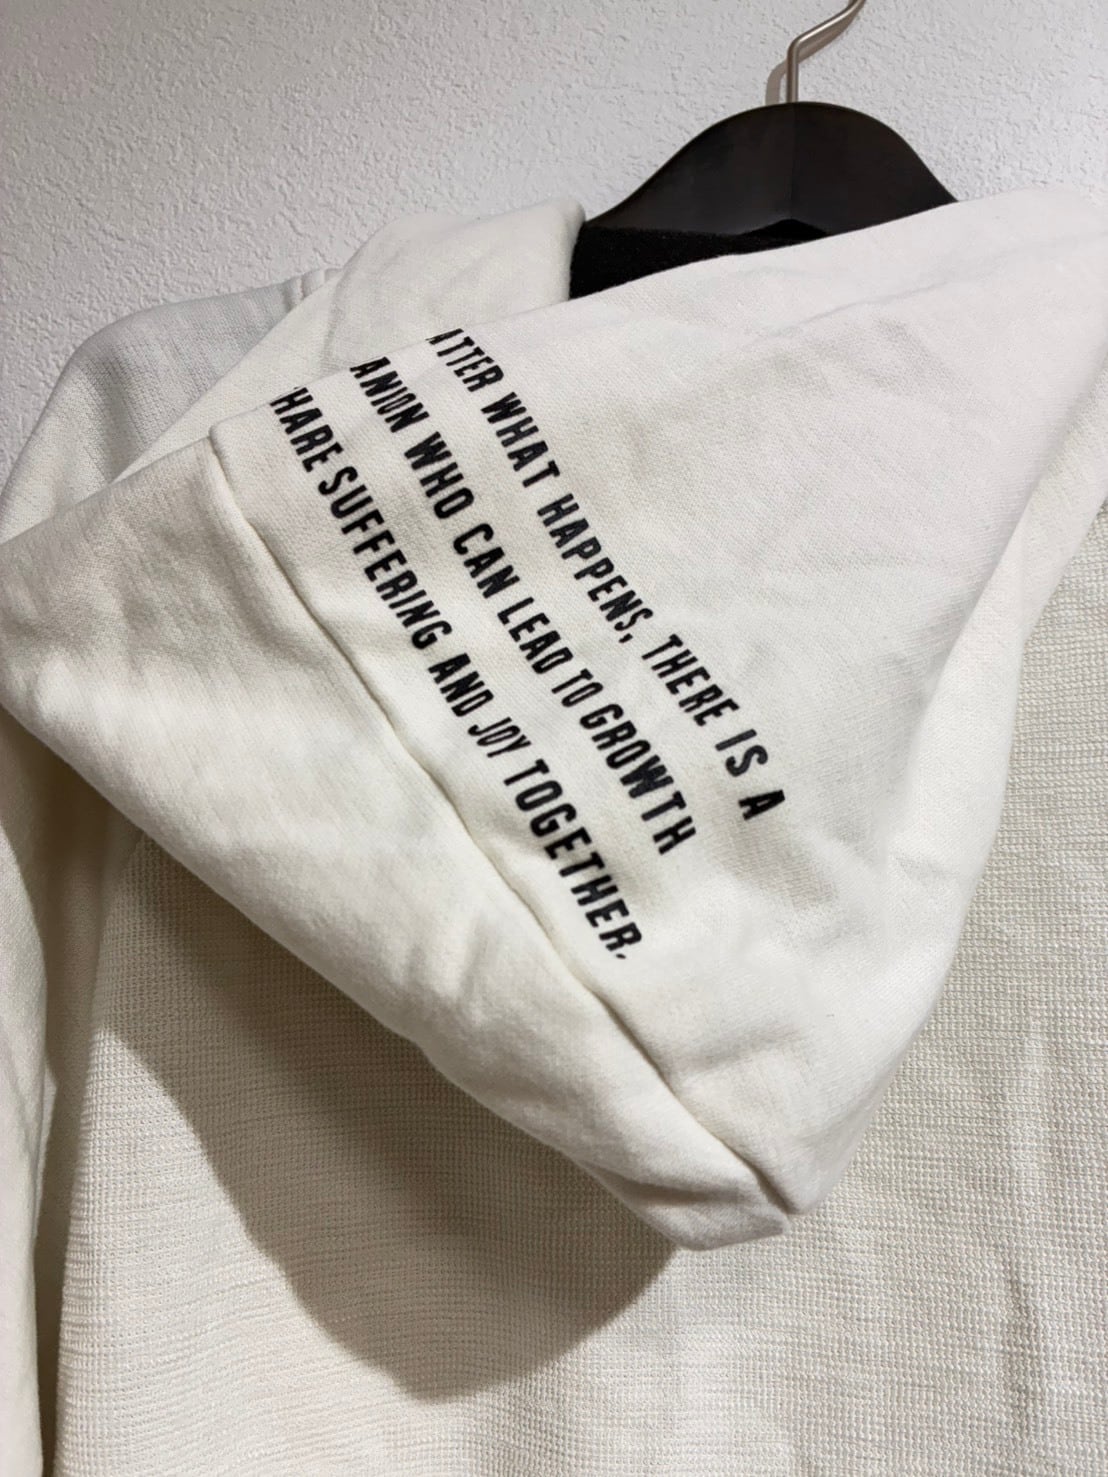 ATTER WHAT HAPPENS, THERE IS A
ANION WHO CAN LEAD TO GROWTH
HARE SUFFERING AND JOY TOGETHER.